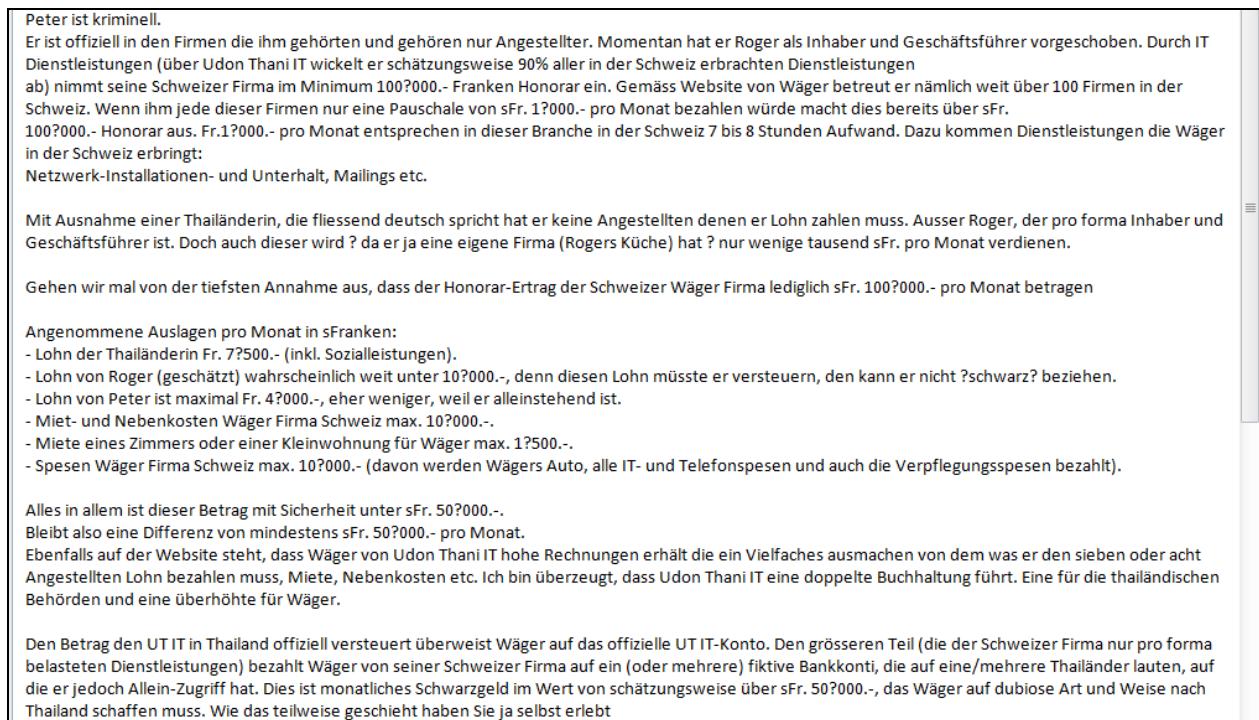 Peter ist kriminell.
Er ist offiziell in den Firmen die ihm gehörten und gehören nur Angestellter. Momentan hat er Roger als Inhaber und Geschäftsführer vorgeschoben. Durch IT
Dienstleistungen (über Udon Thani IT wickelt er schätzungsweise 90% aller in der Schweiz erbrachten Dienstleistungen
ab) nimmt seine Schweizer Firma im Minimum 100?000.- Franken Honorar ein. Gemäss Website von Wäger betreut er nämlich weit über 100 Firmen in der
Schweiz. Wenn ihm jede dieser Firmen nur eine Pauschale von sFr. 1?000.- pro Monat bezahlen würde macht dies bereits über sFr.
100?000.- Honorar aus. Fr.1?000.- pro Monat entsprechen in dieser Branche in der Schweiz 7 bis 8 Stunden Aufwand. Dazu kommen Dienstleistungen die Wäger
in der Schweiz erbringt:
Netzwerk-Installationen- und Unterhalt, Mailings etc.
Mit Ausnahme einer Thailänderin, die fliessend deutsch spricht hat er keine Angestellten denen er Lohn zahlen muss. Ausser Roger, der pro forma Inhaber und
Geschäftsführer ist. Doch auch dieser wird ? da er ja eine eigene Firma (Rogers Küche) hat ? nur wenige tausend sFr. pro Monat verdienen.
Gehen wir mal von der tiefsten Annahme aus, dass der Honorar-Ertrag der Schweizer Wäger Firma lediglich sFr. 100?000.- pro Monat betragen
Angenommene Auslagen pro Monat in sFranken:
- Lohn der Thailänderin Fr. 7?500.- (inkl. Sozialleistungen).
- Lohn von Roger (geschätzt) wahrscheinlich weit unter 10?000.-, denn diesen Lohn müsste er versteuern, den kann er nicht ?schwarz? beziehen.
- Lohn von Peter ist maximal Fr. 4?000.-, eher weniger, weil er alleinstehend ist.
- Miet- und Nebenkosten Wäger Firma Schweiz max. 10?000.-.
- Miete eines Zimmers oder einer Kleinwohnung für Wäger max. 1?500.-.
- Spesen Wäger Firma Schweiz max. 10?000.- (davon werden Wägers Auto, alle IT- und Telefonspesen und auch die Verpflegungsspesen bezahlt).
Alles in allem ist dieser Betrag mit Sicherheit unter sFr. 50?000.-.
Bleibt also eine Differenz von mindestens sFr. 50?000.- pro Monat.
Ebenfalls auf der Website steht, dass Wäger von Udon Thani IT hohe Rechnungen erhält die ein Vielfaches ausmachen von dem was er den sieben oder acht
Angestellten Lohn bezahlen muss, Miete, Nebenkosten etc. Ich bin überzeugt, dass Udon Thani IT eine doppelte Buchhaltung führt. Eine für die thailändischen
Behörden und eine überhöhte für Wäger.
Den Betrag den UT IT in Thailand offiziell versteuert überweist Wäger auf das offizielle UT IT-Konto. Den grösseren Teil (die der Schweizer Firma nur pro forma
belasteten Dienstleistungen) bezahlt Wäger von seiner Schweizer Firma auf ein (oder mehrere) fiktive Bankkonti, die auf eine/mehrere Thailänder lauten, auf
die er jedoch Allein-Zugriff hat. Dies ist monatliches Schwarzgeld im Wert von schätzungsweise über sFr. 50?000.-, das Wäger auf dubiose Art und Weise nach
Thailand schaffen muss. Wie das teilweise geschieht haben Sie ja selbst erlebt